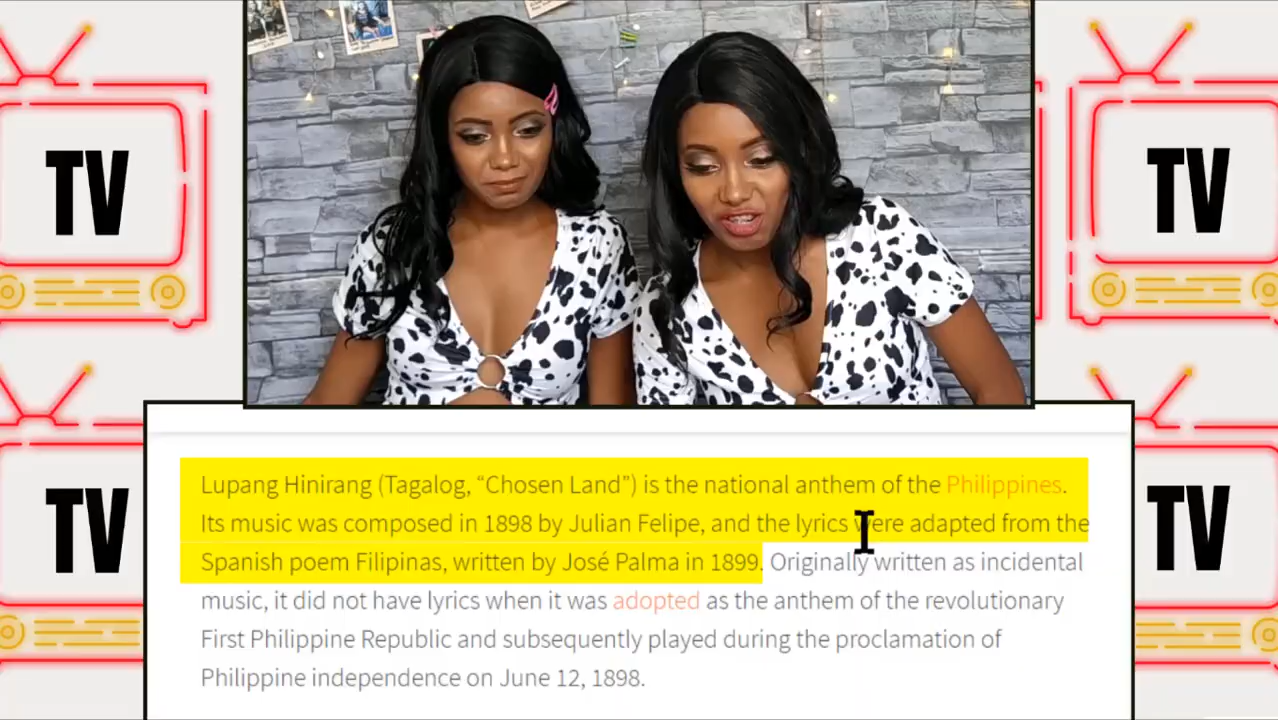 TV
TV
Lupang Hinirang (Tagalog, “Chosen Land”) is the national anthem of the Philippines.
Its music was composed in 1898 by Julian Felipe, and the lyrics were adapted from the
Spanish poem Filipinas, written by José Palma in 1899. Originally written as incidental
music, it did not have lyrics when it was adopted as the anthem of the revolutionary
First Philippine Republic and subsequently played during the proclamation of
Philippine independence on June 12, 1898.
TV
TV